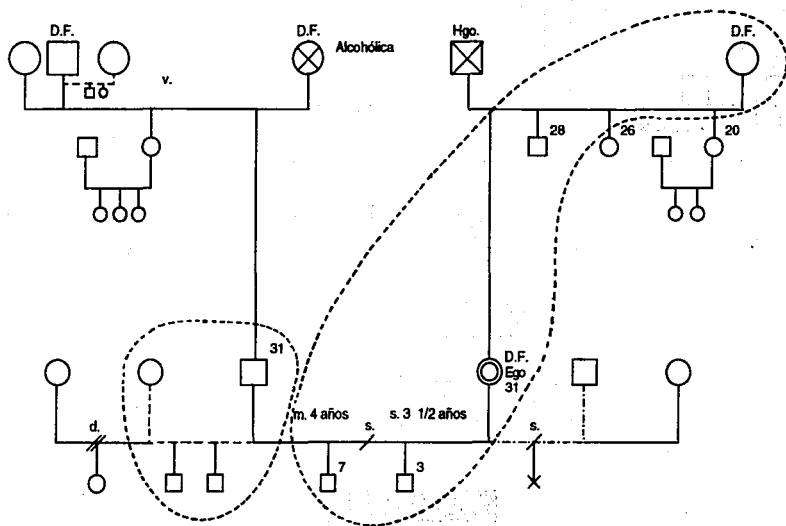 D.F.
D.F.
Alcohólica
Hgo.
D.F.
v.
28
26
20
31
D.F.
Ego
31
m. 4 años
s. 3 1/2 años
d.
s.
s.
7
3